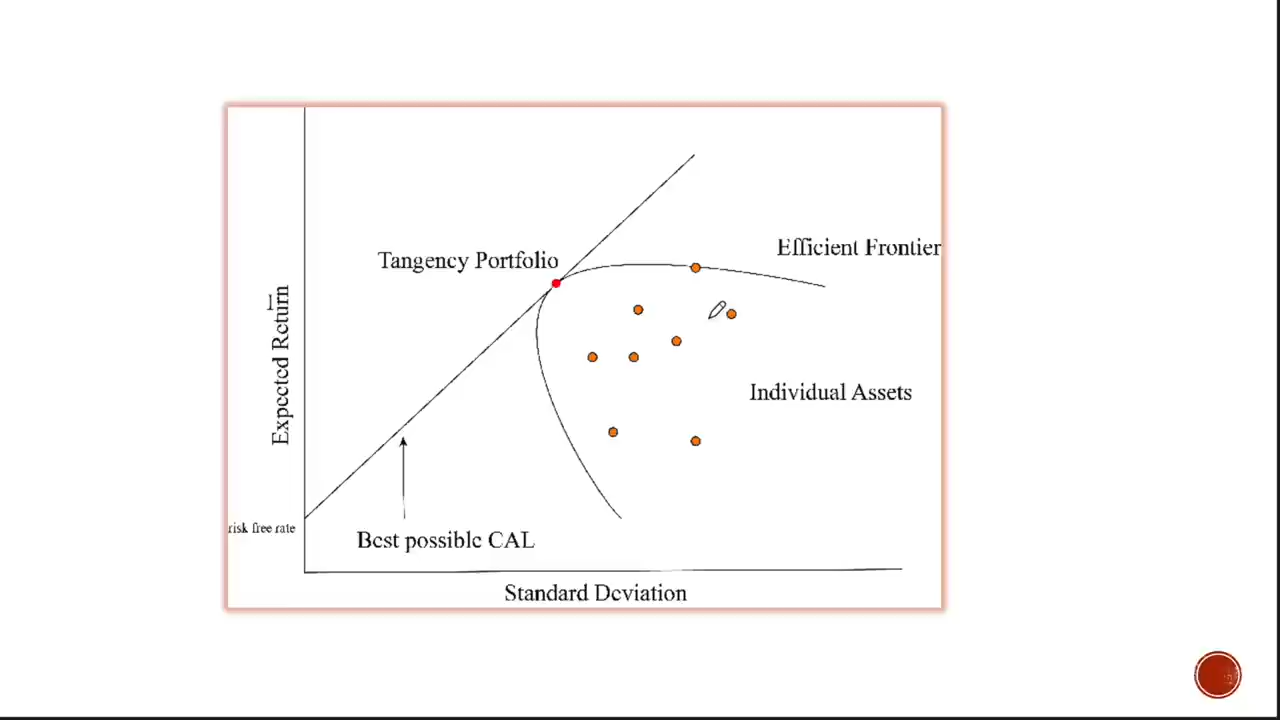 Tangency Portfolio
Efficient Frontier
Expected Return
Individual Assets
risk free rate
Best possible CAL
Standard Deviation